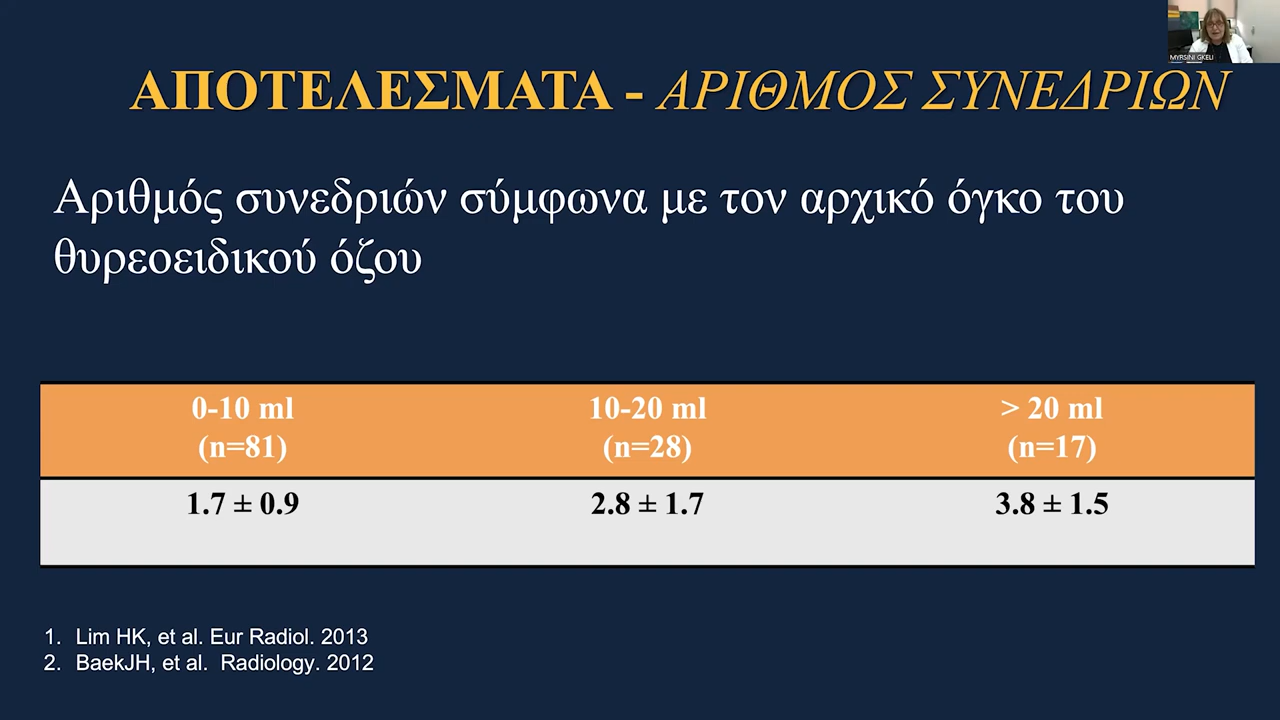 MYRSINI GKELI
ΑΠΟΤΕΛΕΣΜΑΤΑ - ΑΡΙΘΜΟΣ ΣΥΝΕΔΡΙΩΝ
Αριθμός συνεδριών σύμφωνα με τον αρχικό όγκο του
θυρεοειδικού όζου
0-10 ml 10-20 ml > 20 ml
(n=81) (n=28) (n=17)
1.7 ± 0.9 2.8 ± 1.7 3.8 ± 1.5
1. Lim HK, et al. Eur Radiol. 2013
2. BaekJH, et al. Radiology. 2012